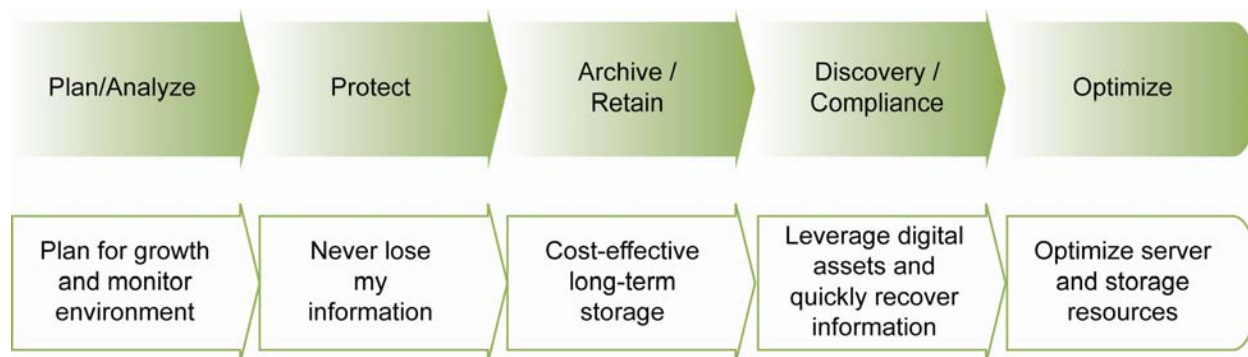 Plan/Analyze
Protect
Archive /
Retain
Discovery /
Compliance
Optimize
Plan for growth
and monitor
environment
Never lose
my
information
Cost-effective
long-term
storage
Leverage digital
assets and
quickly recover
information
Optimize server
and storage
resources